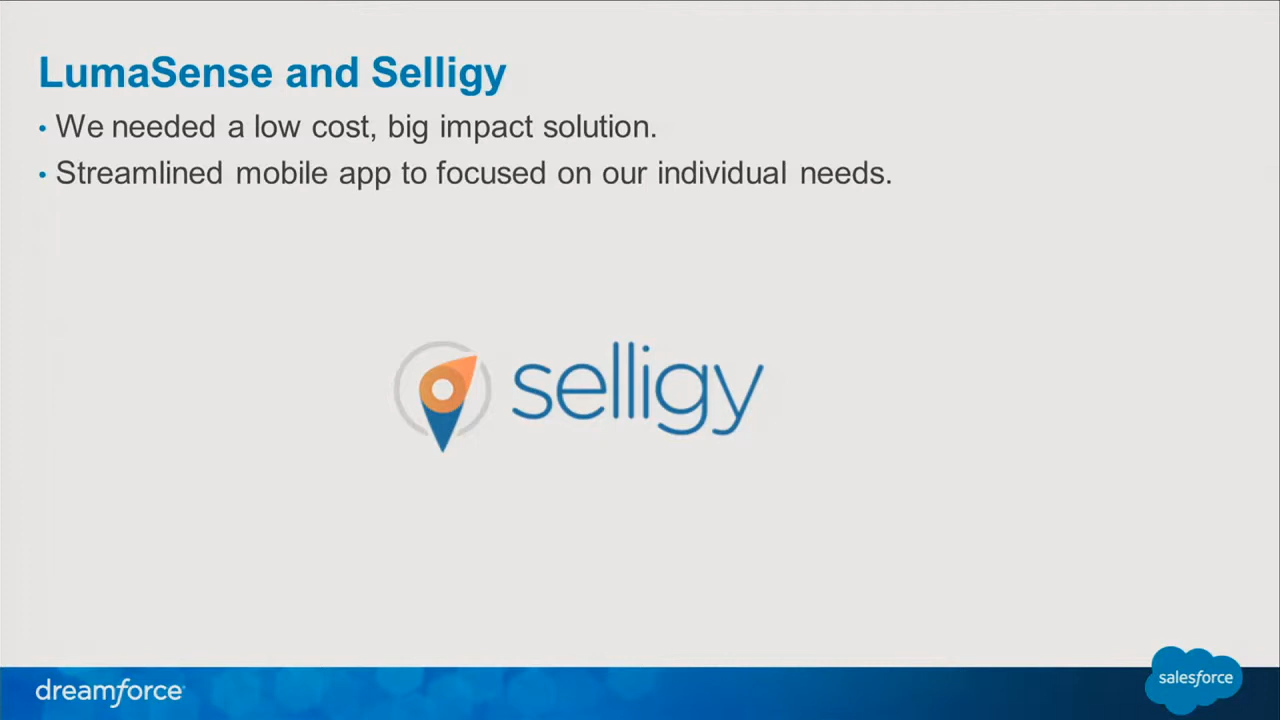 LumaSense and Selligy
• We needed a low cost, big impact solution.
• Streamlined mobile app to focused on our individual needs.
selligy
dreamforce
salesforce